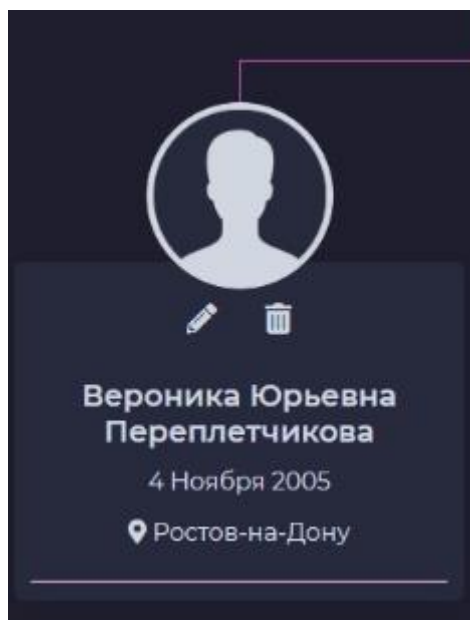 Вероника Юрьевна
Переплетчикова
4 Ноября 2005
Ростов-на-Дону